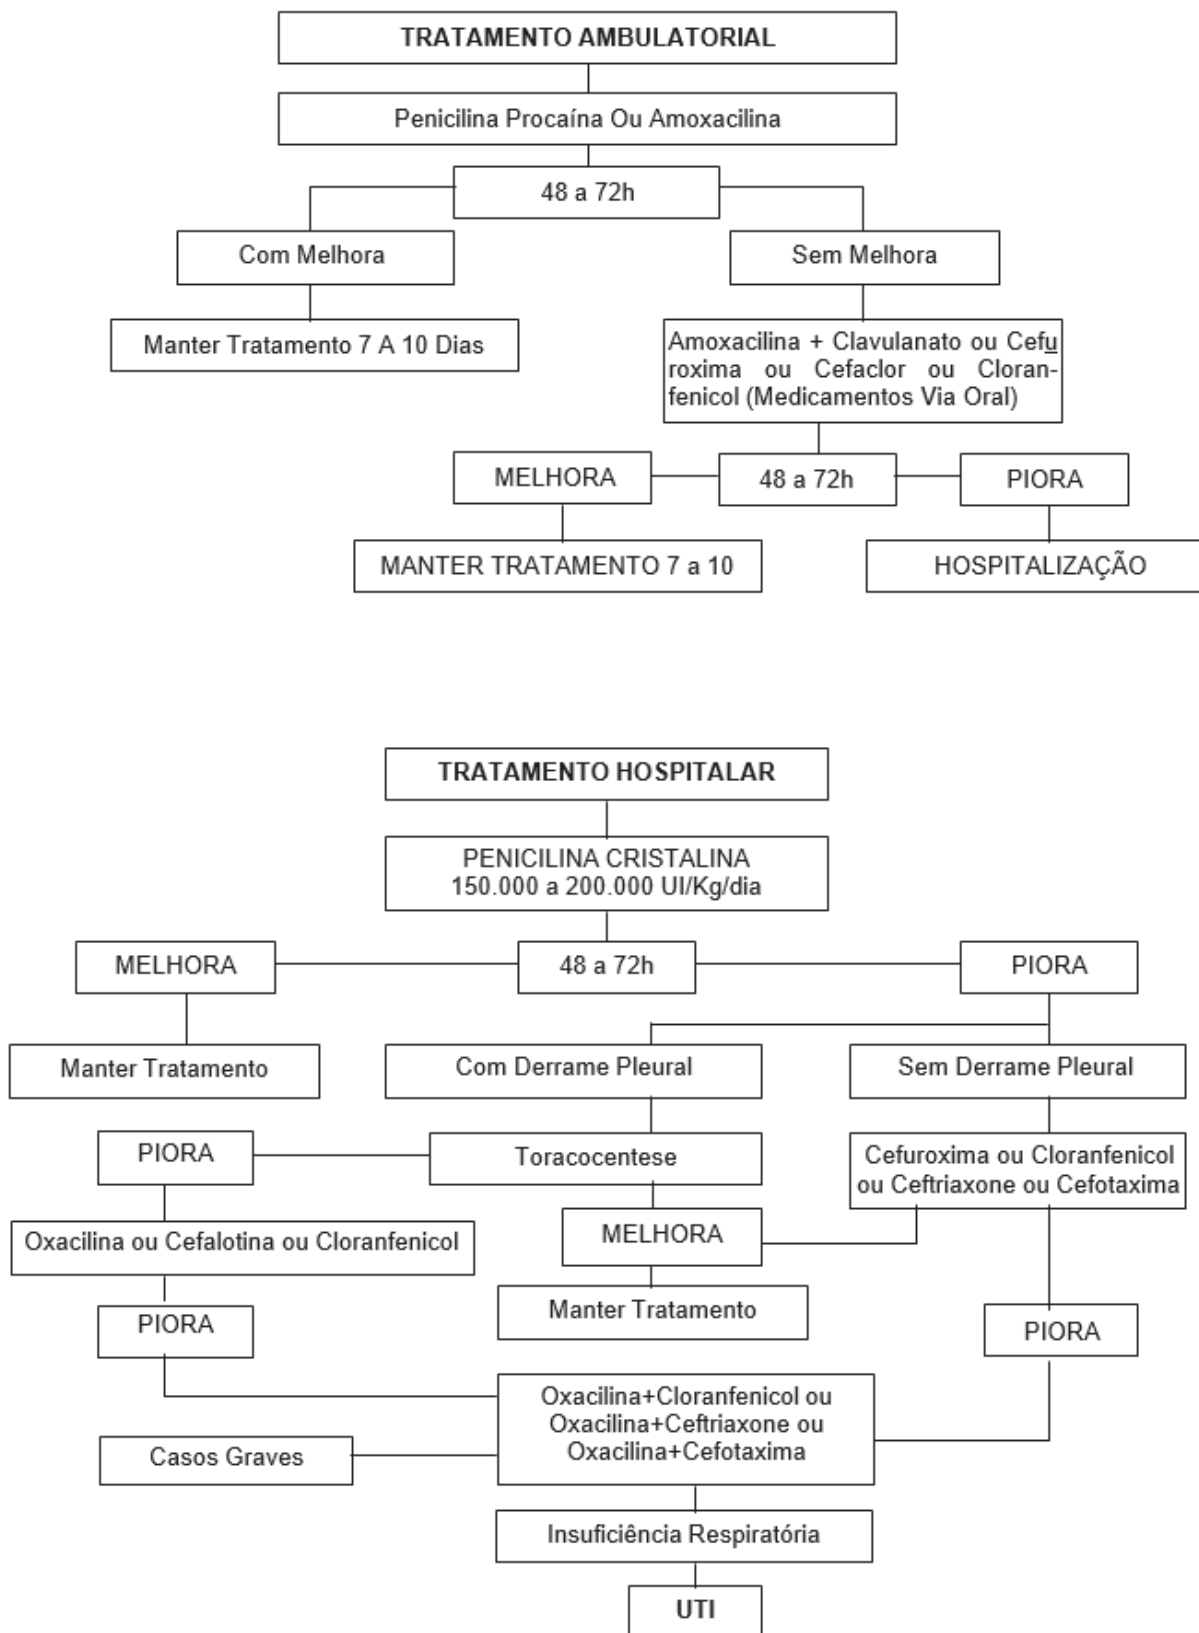 TRATAMENTO AMBULATORIAL
Penicilina Procaína Ou Amoxacilina
48 a 72h
Com Melhora
Sem Melhora
Manter Tratamento 7 A 10 Dias
Amoxacilina + Clavulanato ou Cefu
roxima ou Cefaclor ou Cloran-
fenicol (Medicamentos Via Oral)
MELHORA
48 a 72h
PIORA
MANTER TRATAMENTO 7 a 10
HOSPITALIZAÇÃO
TRATAMENTO HOSPITALAR
PENICILINA CRISTALINA
150.000 a 200.000 UI/Kg/dia
MELHORA
48 a 72h
PIORA
Manter Tratamento
Com Derrame Pleural
Sem Derrame Pleural
PIORA
Toracocentese
Cefuroxima ou Cloranfenicol
ou Ceftriaxone ou Cefotaxima
Oxacilina ou Cefalotina ou Cloranfenicol
MELHORA
Manter Tratamento
PIORA
PIORA
Oxacilina+Cloranfenicol ou
Oxacilina+Ceftriaxone ou
Oxacilina+Cefotaxima
Casos Graves
Insuficiência Respiratória
UTI